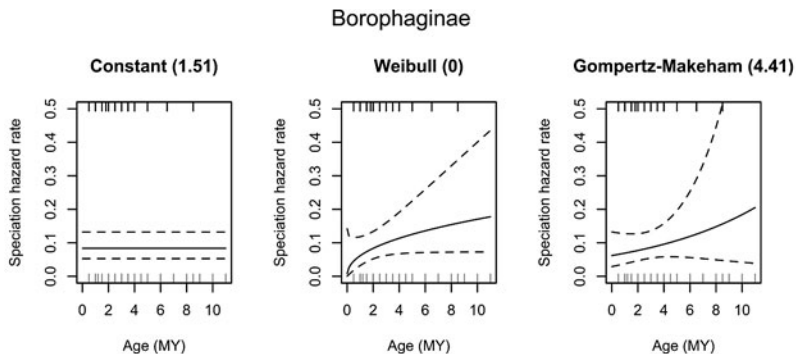 Borophaginae
Constant (1.51)
Speciation hazard rate
0.0 0.1 0.2 0.3 0.4 0.5
0 2 4 6 8 10
Age (MY)
Weibull (0)
Speciation hazard rate
0.0 0.1 0.2 0.3 0.4 0.5
0 2 4 6 8 10
Age (MY)
Gompertz-Makeham (4.41)
Speciation hazard rate
0.0 0.1 0.2 0.3 0.4 0.5
0 2 4 6 8 10
Age (MY)